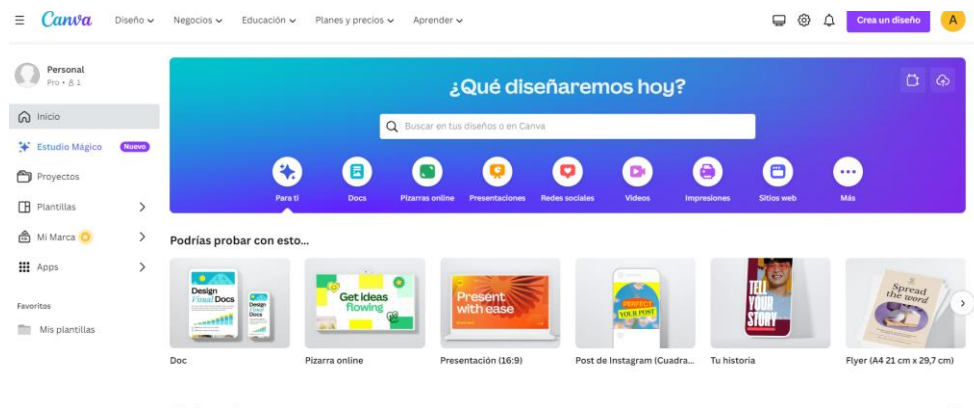 Canva
Diseño
Negocios
Educación
Planes y precios
Aprender
Crea un diseño
A
Personal
Pro • 1
Inicio
Estudio Mágico
Nuevo
Proyectos
Plantillas
Mi Marca
Apps
Favoritos
Mis plantillas
¿Qué diseñaremos hoy?
Buscar en tus diseños o en Canva
Para ti
Docs
Pizarras online
Presentaciones
Redes sociales
Vídeos
Impresiones
Sitios web
Más
Podrías probar con esto...
Design
Visual Docs
Design
Visual
Docs
Get ideas
flowing
Present
with ease
PERFECT
YOUR POST
TELL
YOUR
STORY
Spread
the word
Doc
Pizarra online
Presentación (16:9)
Post de Instagram (Cuadra...
Tu historia
Flyer (A4 21 cm x 29,7 cm)